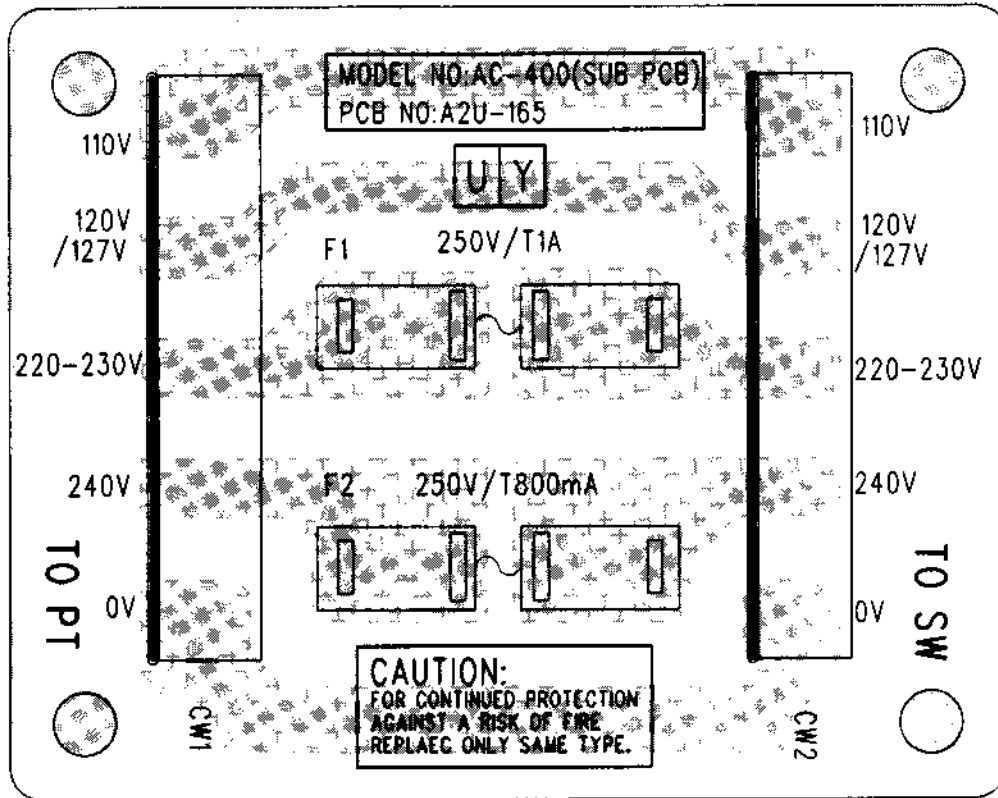 MODEL NO:AC-400(SUB PCB)
PCB NO:A2U-165
U Y
110V
120V
/127V
220-230V
240V
0V
TO PT
CW1
F1 250V/T1A
F2 250V/T800mA
110V
120V
/127V
220-230V
240V
0V
TO SW
CW2
CAUTION:
FOR CONTINUED PROTECTION
AGAINST A RISK OF FIRE
REPLAEC ONLY SAME TYPE.